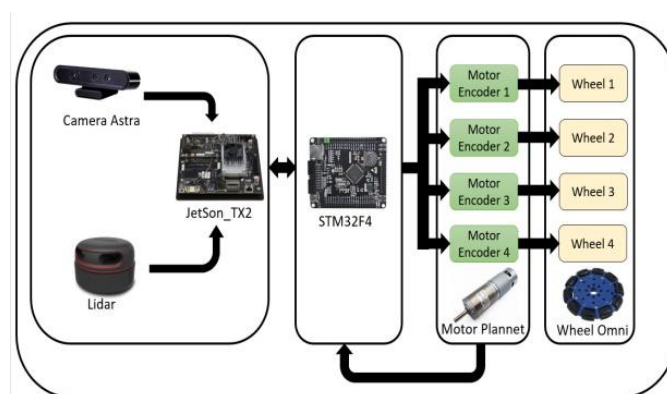 Camera Astra
JetSon_TX2
Lidar
STM32F4
Motor
Encoder 1
Motor
Encoder 2
Motor
Encoder 3
Motor
Encoder 4
Motor Plannet
Wheel 1
Wheel 2
Wheel 3
Wheel 4
Wheel Omni